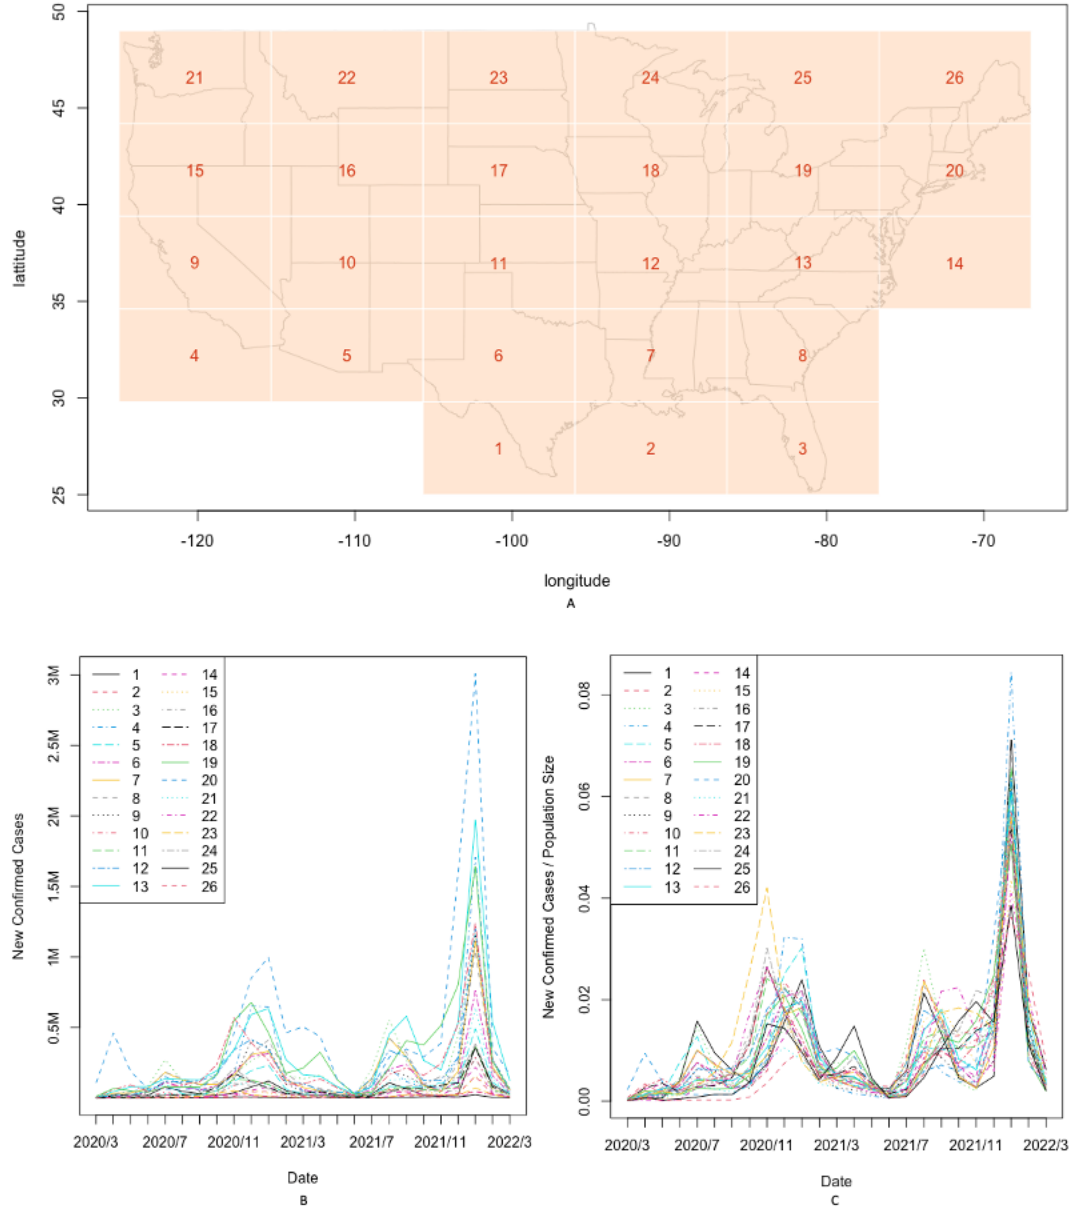 50
45
40
35
30
25
lattitude
21 22 23 24 25 26
15 16 17 18 19 20
9 10 11 12 13 14
4 5 6 7 8
1 2 3
-120 -110 -100 -90 -80 -70
longitude
A
3M
2.5M
2M
1.5M
1M
0.5M
New Confirmed Cases
1 14
2 15
3 16
4 17
5 18
6 19
7 20
8 21
9 22
10 23
11 24
12 25
13 26
2020/3 2020/7 2020/11 2021/3 2021/7 2021/11 2022/3
Date
B
0.08
0.06
0.04
0.02
0.00
New Confirmed Cases / Population Size
1 14
2 15
3 16
4 17
5 18
6 19
7 20
8 21
9 22
10 23
11 24
12 25
13 26
2020/3 2020/7 2020/11 2021/3 2021/7 2021/11 2022/3
Date
C